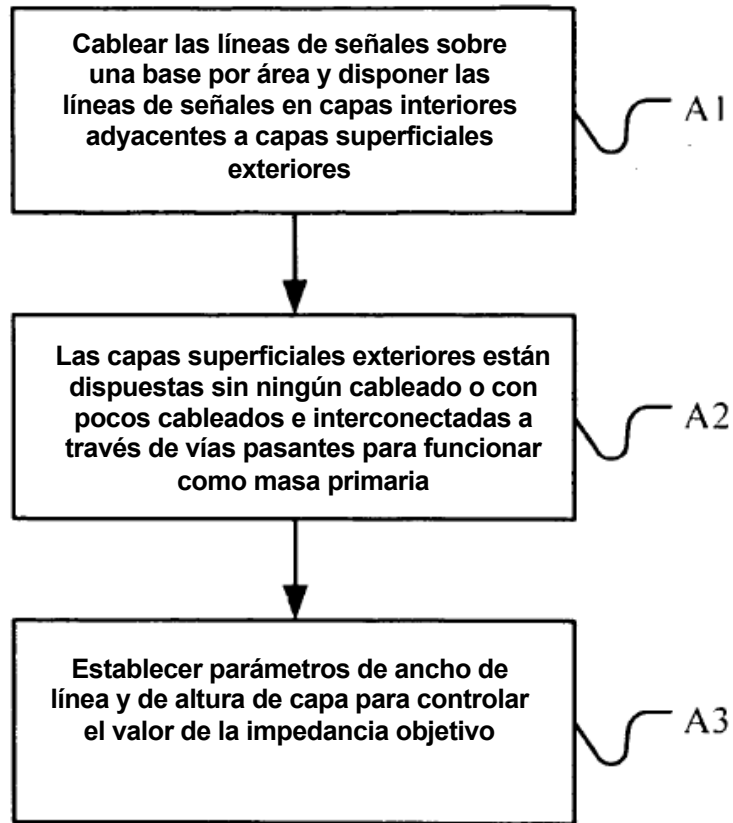 Cablear las líneas de señales sobre
una base por área y disponer las
líneas de señales en capas interiores
adyacentes a capas superficiales
exteriores
A1
Las capas superficiales exteriores están
dispuestas sin ningún cableado o con
pocos cableados e interconectadas a
través de vías pasantes para funcionar
como masa primaria
A2
Establecer parámetros de ancho de
línea y de altura de capa para controlar
el valor de la impedancia objetivo
A3